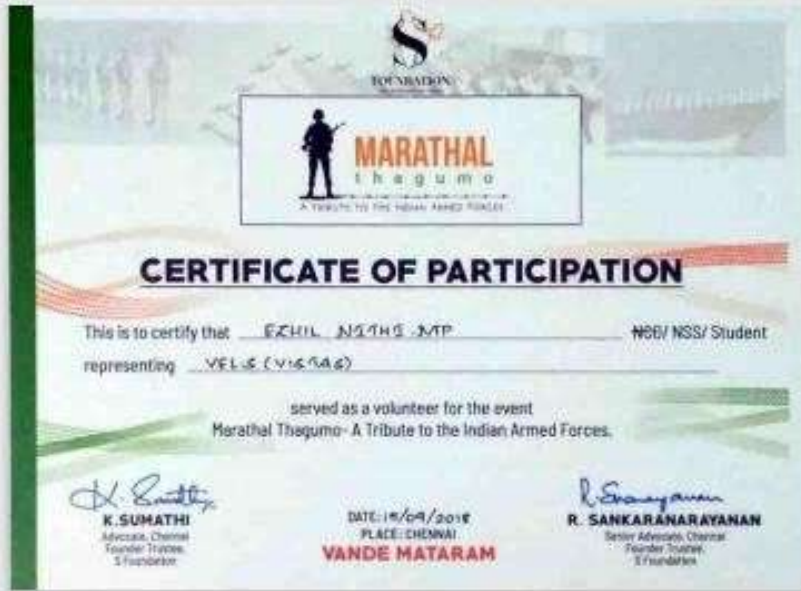 S
FOUNDATION
MARATHAL
thagumo
A TRIBUTE TO THE INDIAN ARMED FORCES
CERTIFICATE OF PARTICIPATION
This is to certify that EZHIL NITHI MP NCC/ NSS/ Student
representing VELS (VISTAS)
served as a volunteer for the event
Marathal Thagumo- A Tribute to the Indian Armed Forces.
K.SUMATHI
Advocate, Chennai
Founder Trustee,
S Foundation
DATE: /09/2018
PLACE: CHENNAI
VANDE MATARAM
R. SANKARANARAYANAN
Senior Advocate, Chennai
Founder Trustee,
S Foundation